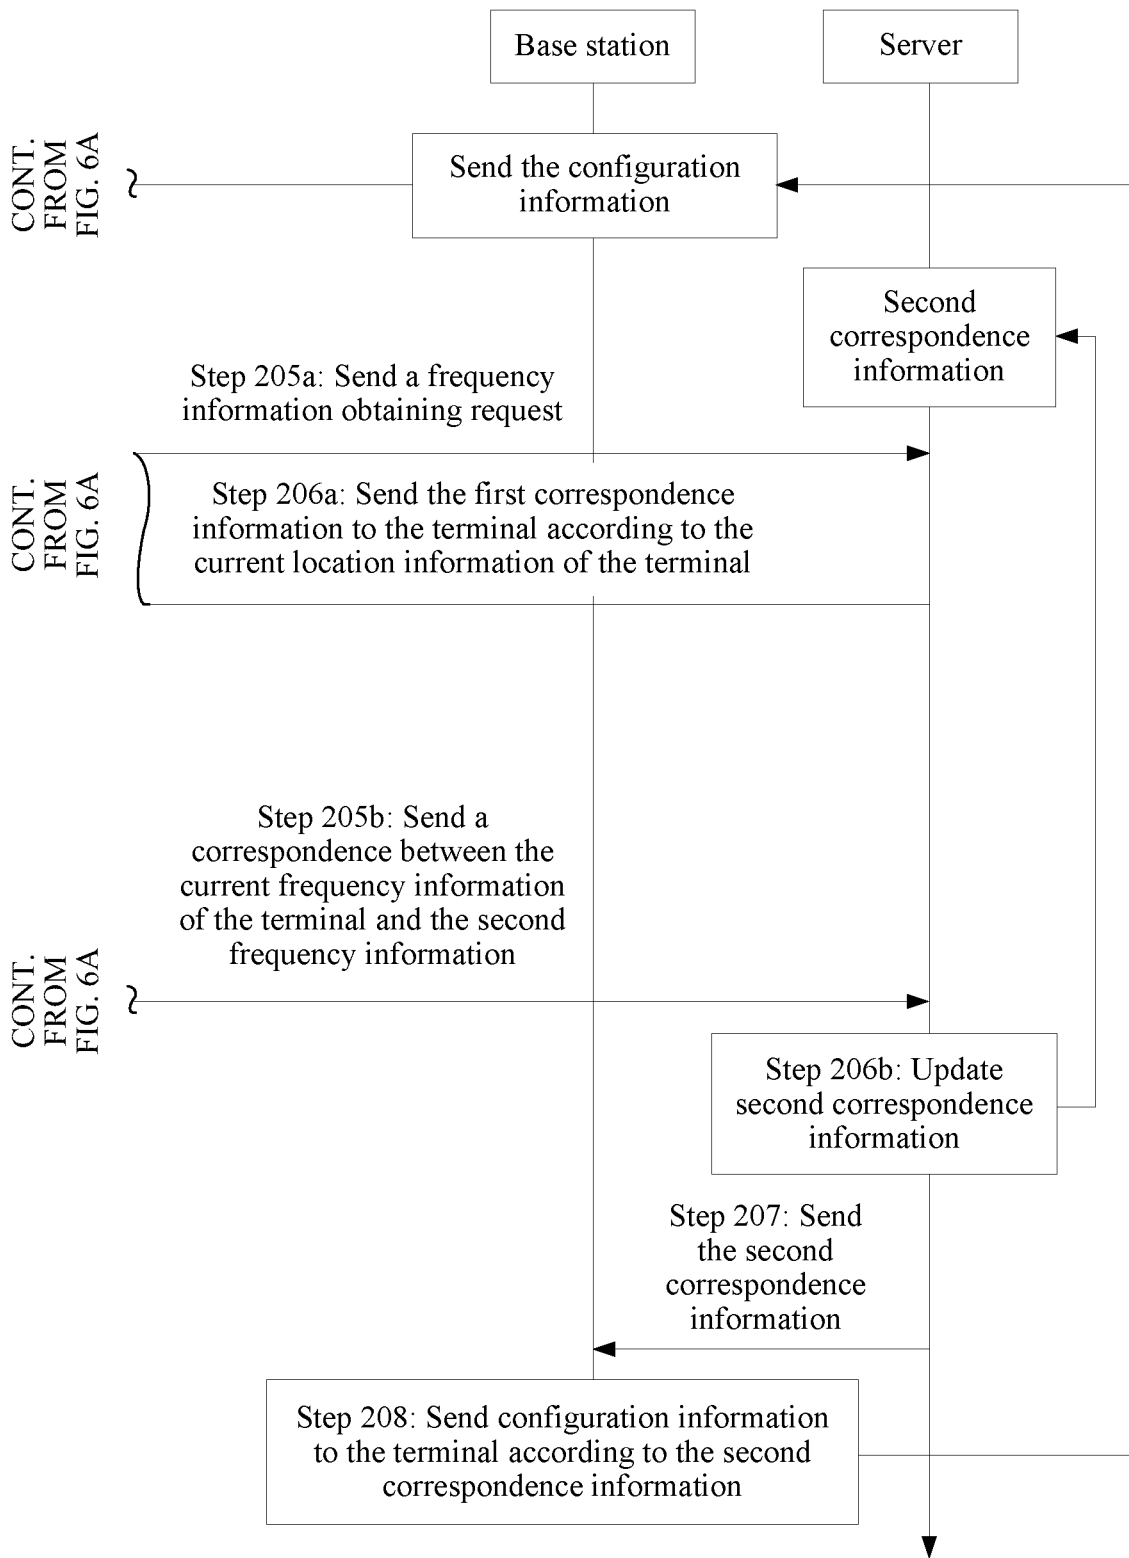 Base station
Server
CONT.
FROM
FIG. 6A
Send the configuration
information
Second
correspondence
information
Step 205a: Send a frequency
information obtaining request
CONT.
FROM
FIG. 6A
Step 206a: Send the first correspondence
information to the terminal according to the
current location information of the terminal
Step 205b: Send a
correspondence between the
current frequency information
of the terminal and the second
frequency information
CONT.
FROM
FIG. 6A
Step 206b: Update
second correspondence
information
Step 207: Send
the second
correspondence
information
Step 208: Send configuration information
to the terminal according to the second
correspondence information